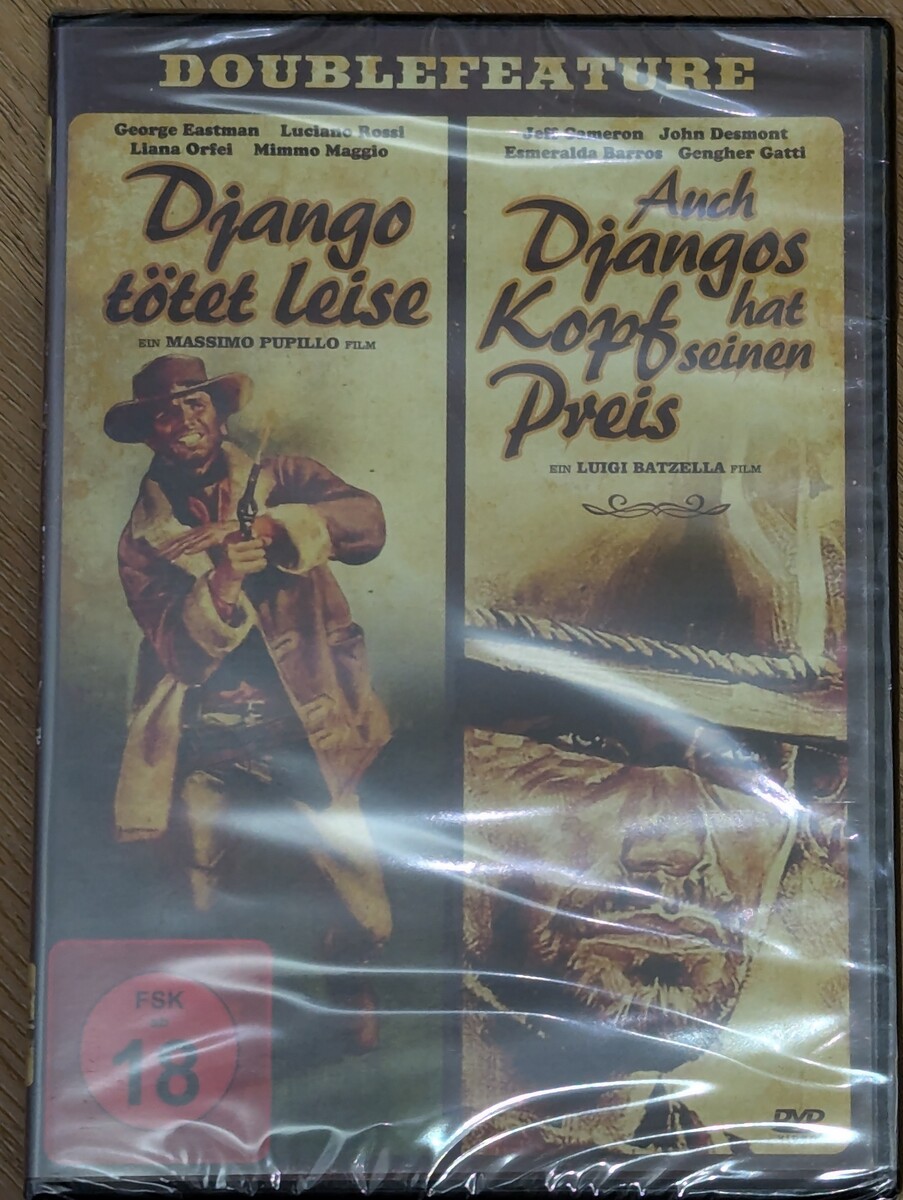 DOUBLEFEATURE
George Eastman Luciano Rossi
Liana Orfei Mimmo Maggio
Django
tötet leise
EIN MASSIMO PUPILLO FILM
Jeff Cameron John Desmont
Esmeralda Barros Gengher Gatti
Auch
Djangos
Kopf hat
seinen
Preis
EIN LUIGI BATZELLA FILM
FSK
18
DVD